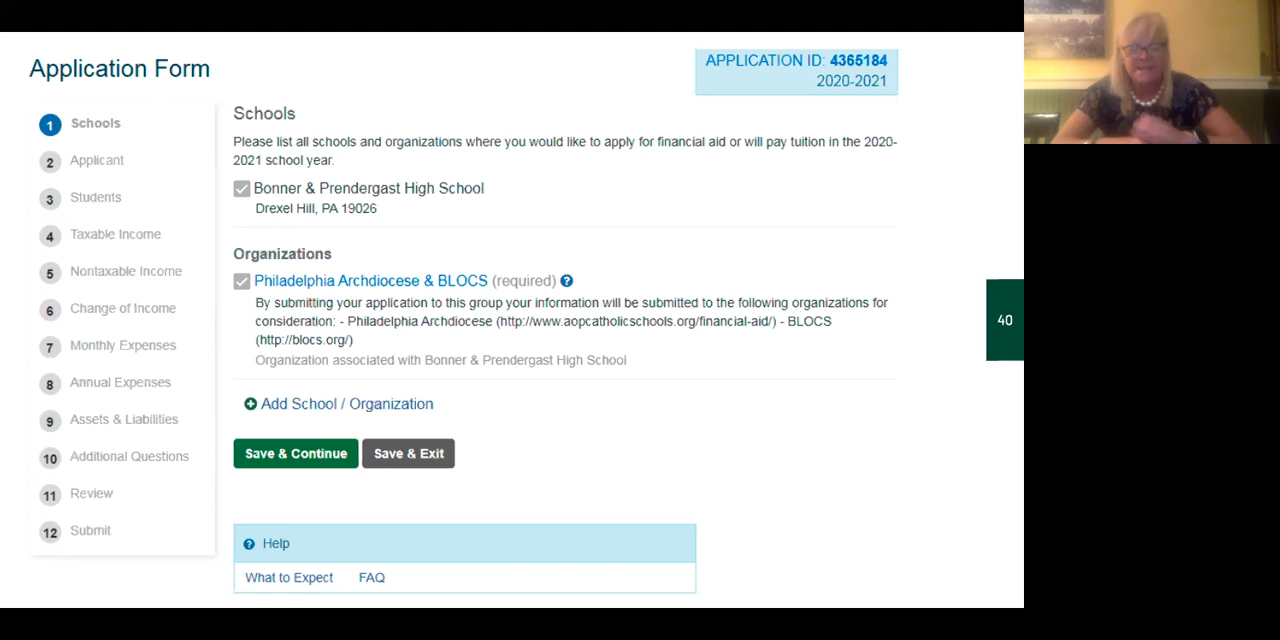 Application Form
APPLICATION ID: 4365184
2020-2021
1 Schools
2 Applicant
3 Students
4 Taxable Income
5 Nontaxable Income
6 Change of Income
7 Monthly Expenses
8 Annual Expenses
9 Assets & Liabilities
10 Additional Questions
11 Review
12 Submit
Schools
Please list all schools and organizations where you would like to apply for financial aid or will pay tuition in the 2020-
2021 school year.
Bonner & Prendergast High School
Drexel Hill, PA 19026
Organizations
Philadelphia Archdiocese & BLOCS (required) ?
By submitting your application to this group your information will be submitted to the following organizations for
consideration: - Philadelphia Archdiocese (http://www.aopcatholicschools.org/financial-aid/) - BLOCS
(http://blocs.org/)
Organization associated with Bonner & Prendergast High School
Add School / Organization
Save & Continue Save & Exit
? Help
What to Expect FAQ
40